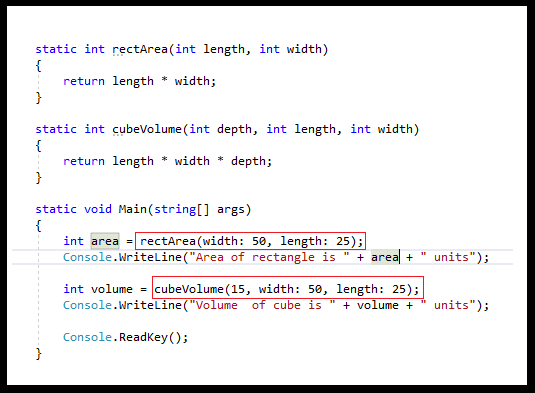 static int rectArea(int length, int width)
{
return length * width;
}
static int cubeVolume(int depth, int length, int width)
{
return length * width * depth;
}
static void Main(string[] args)
{
int area = rectArea(width: 50, length: 25);
Console.WriteLine("Area of rectangle is " + area + " units");
int volume = cubeVolume(15, width: 50, length: 25);
Console.WriteLine("Volume  of cube is " + volume + " units");
Console.ReadKey();
}